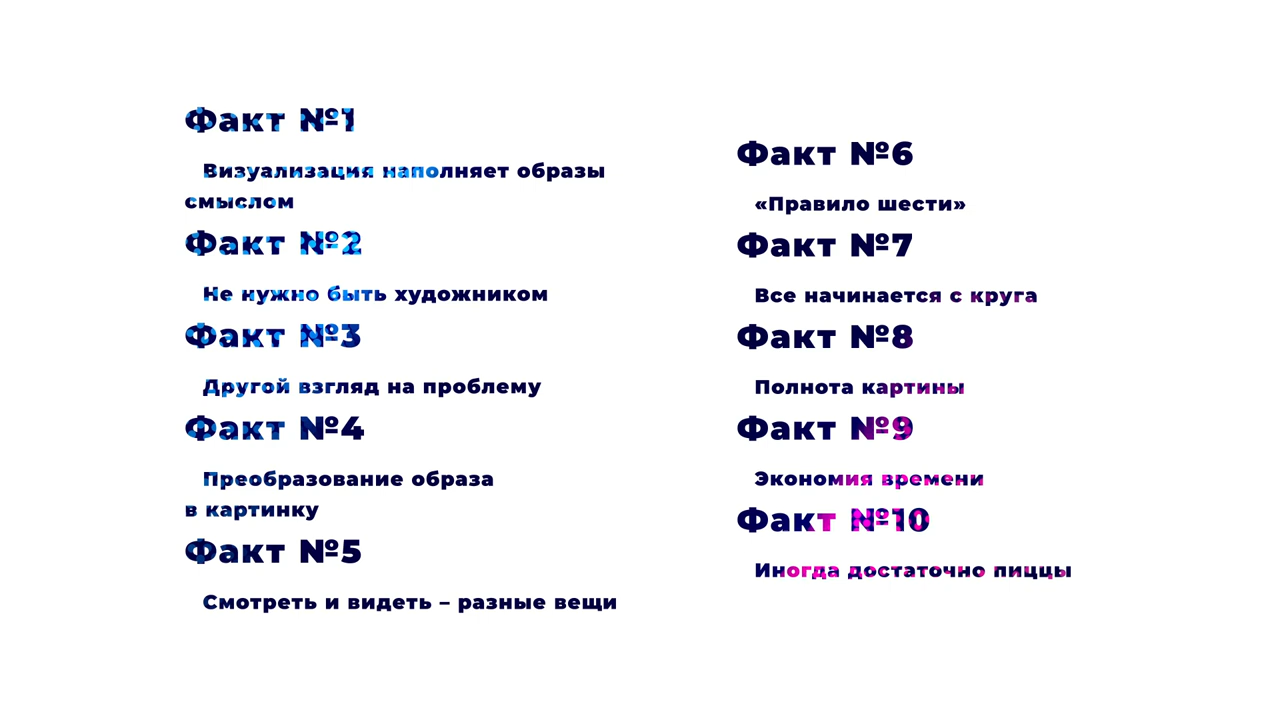 Факт №1
Визуализация наполняет образы
смыслом
Факт №2
Не нужно быть художником
Факт №3
Другой взгляд на проблему
Факт №4
Преобразование образа
в картинку
Факт №5
Смотреть и видеть – разные вещи
Факт №6
«Правило шести»
Факт №7
Все начинается с круга
Факт №8
Полнота картины
Факт №9
Экономия времени
Факт №10
Иногда достаточно пиццы